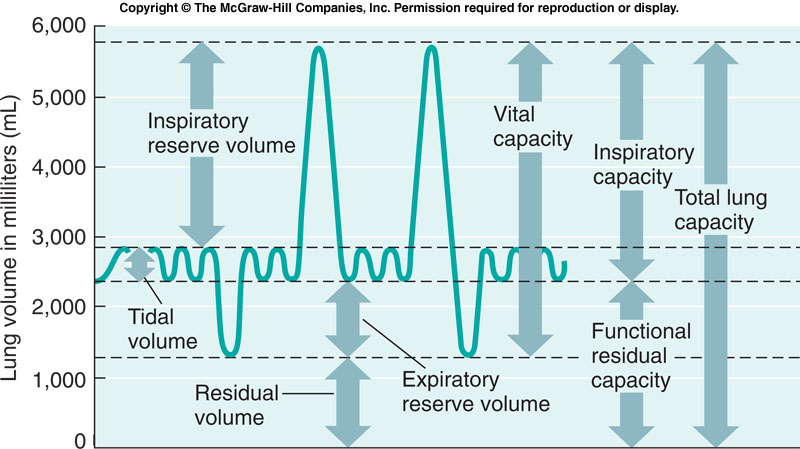 Copyright © The McGraw-Hill Companies, Inc. Permission required for reproduction or display.
Lung volume in milliliters (mL)
6,000
5,000
4,000
3,000
2,000
1,000
0
Inspiratory
reserve volume
Vital
capacity
Inspiratory
capacity
Total lung
capacity
Tidal
volume
Functional
residual
capacity
Expiratory
reserve volume
Residual
volume